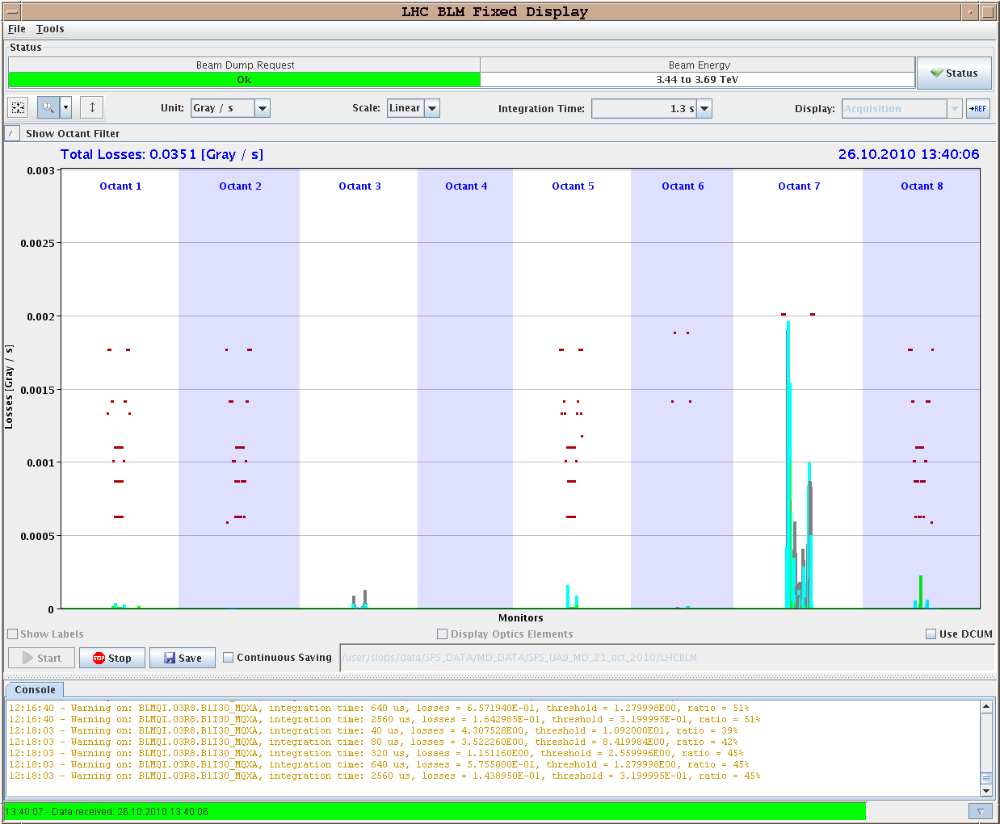 LHC BLM Fixed Display
File Tools
Status
Beam Dump Request Beam Energy
Ok 3.44 to 3.69 TeV Status
Unit: Gray / s Scale: Linear Integration Time: 1.3 s Display: Acquisition REF
Show Octant Filter
Total Losses: 0.0351 [Gray / s] 26.10.2010 13:40:06
0.003
Octant 1 Octant 2 Octant 3 Octant 4 Octant 5 Octant 6 Octant 7 Octant 8
0.0025
0.002
Losses [Gray / s]
0.0015
0.001
0.0005
0
Monitors
Show Labels Display Optics Elements Use DCUM
Start STOP Stop Save Continuous Saving /user/slops/data/SPS_DATA/MD_DATA/SPS_UA9_MD_21_oct_2010/LHCBLM
Console
12:16:40 - Warning on: BLMQI.03R8.B1I30_MQXA, integration time: 640 us, losses = 6.571940E-01, threshold = 1.279998E00, ratio = 51%
12:16:40 - Warning on: BLMQI.03R8.B1I30_MQXA, integration time: 2560 us, losses = 1.642985E-01, threshold = 3.199995E-01, ratio = 51%
12:18:03 - Warning on: BLMQI.03R8.B1I30_MQXA, integration time: 40 us, losses = 4.307528E00, threshold = 1.092000E01, ratio = 39%
12:18:03 - Warning on: BLMQI.03R8.B1I30_MQXA, integration time: 80 us, losses = 3.522260E00, threshold = 8.419984E00, ratio = 42%
12:18:03 - Warning on: BLMQI.03R8.B1I30_MQXA, integration time: 320 us, losses = 1.151160E00, threshold = 2.559996E00, ratio = 45%
12:18:03 - Warning on: BLMQI.03R8.B1I30_MQXA, integration time: 640 us, losses = 5.755800E-01, threshold = 1.279998E00, ratio = 45%
12:18:03 - Warning on: BLMQI.03R8.B1I30_MQXA, integration time: 2560 us, losses = 1.438950E-01, threshold = 3.199995E-01, ratio = 45%
13:40:07 - Data received: 26.10.2010 13:40:06